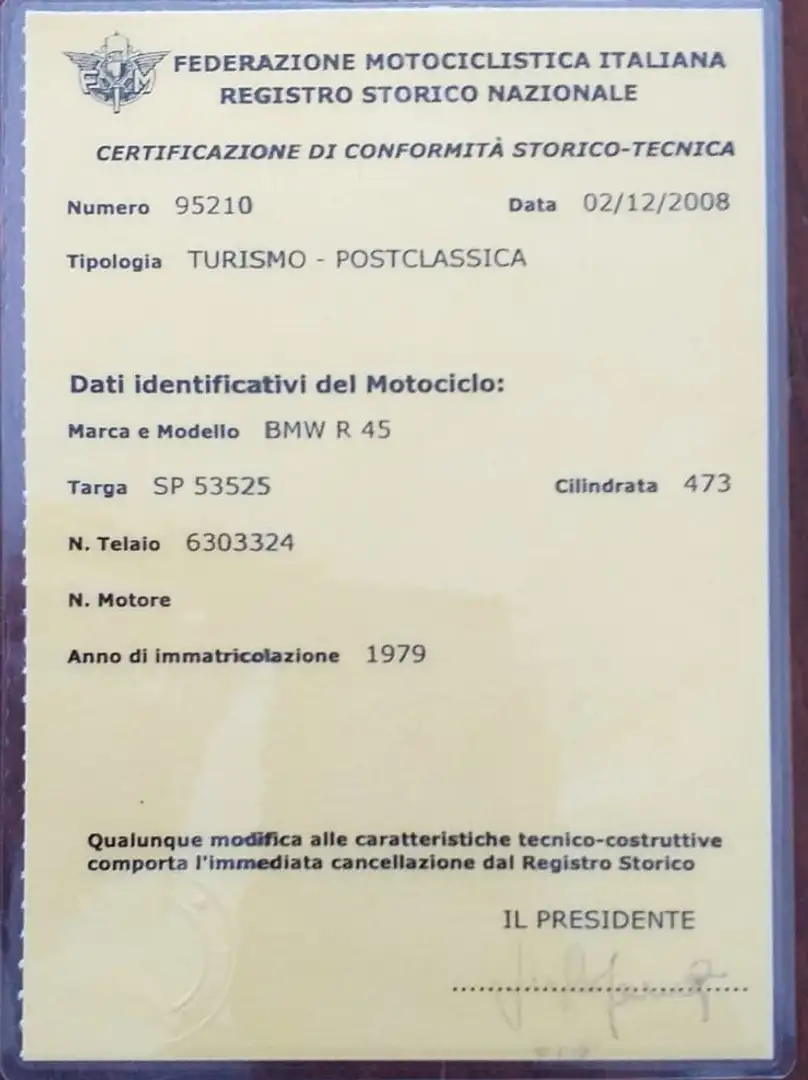 FMI
FEDERAZIONE MOTOCICLISTICA ITALIANA
REGISTRO STORICO NAZIONALE
CERTIFICAZIONE DI CONFORMITÀ STORICO-TECNICA
Numero 95210 Data 02/12/2008
Tipologia TURISMO - POSTCLASSICA
Dati identificativi del Motociclo:
Marca e Modello BMW R 45
Targa SP 53525 Cilindrata 473
N. Telaio 6303324
N. Motore
Anno di immatricolazione 1979
Qualunque modifica alle caratteristiche tecnico-costruttive
comporta l'immediata cancellazione dal Registro Storico
IL PRESIDENTE